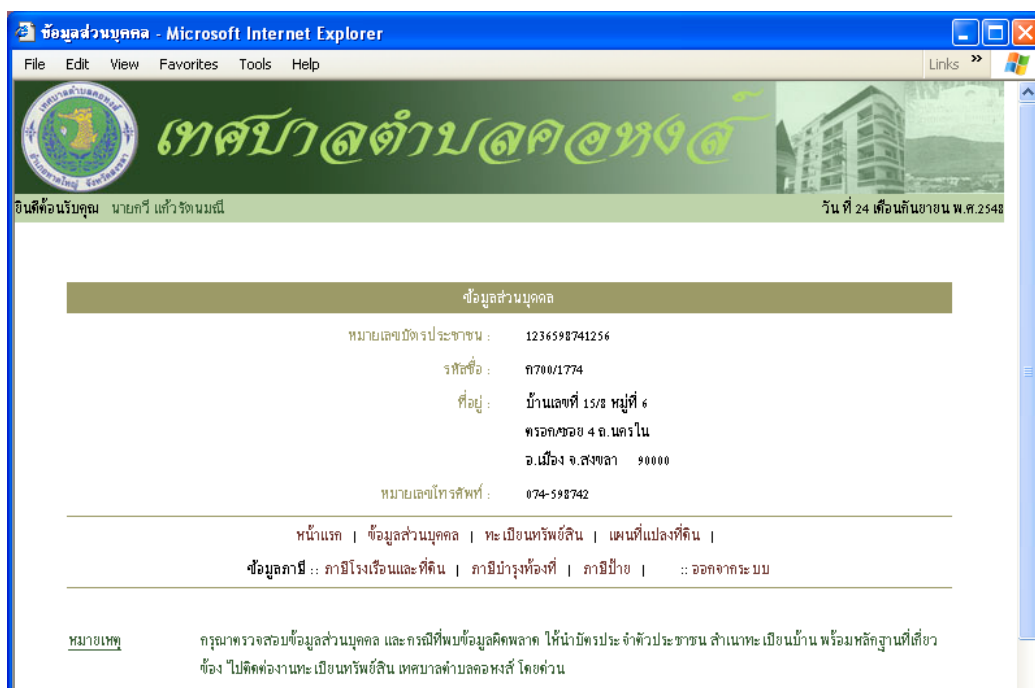 ข้อมูลส่วนบุคคล - Microsoft Internet Explorer
File Edit View Favorites Tools Help Links »
เทศบาลตำบลคอหงส์
ยินดีต้อนรับคุณ นายกวี แก้วรัตนมณี วัน ที่ 24 เดือนกันยายน พ.ศ.2548
ข้อมูลส่วนบุคคล
หมายเลขบัตรประชาชน : 1236598741256
รหัสชื่อ : ก700/1774
ที่อยู่ : บ้านเลขที่ 15/8 หมู่ที่ 6
ตรอก/ซอย 4 ถ.นครใน
อ.เมือง จ.สงขลา 90000
หมายเลขโทรศัพท์ : 074-598742
หน้าแรก | ข้อมูลส่วนบุคคล | ทะเบียนทรัพย์สิน | แผนที่แปลงที่ดิน |
ข้อมูลภาษี :: ภาษีโรงเรือนและที่ดิน | ภาษีบำรุงท้องที่ | ภาษีป้าย | :: ออกจากระบบ
หมายเหตุ กรุณาตรวจสอบข้อมูลส่วนบุคคล และกรณีที่พบข้อมูลผิดพลาด ให้นำบัตรประจำตัวประชาชน สำเนาทะเบียนบ้าน พร้อมหลักฐานที่เกี่ยว
ข้อง ไปติดต่องานทะเบียนทรัพย์สิน เทศบาลตำบลคอหงส์ โดยด่วน